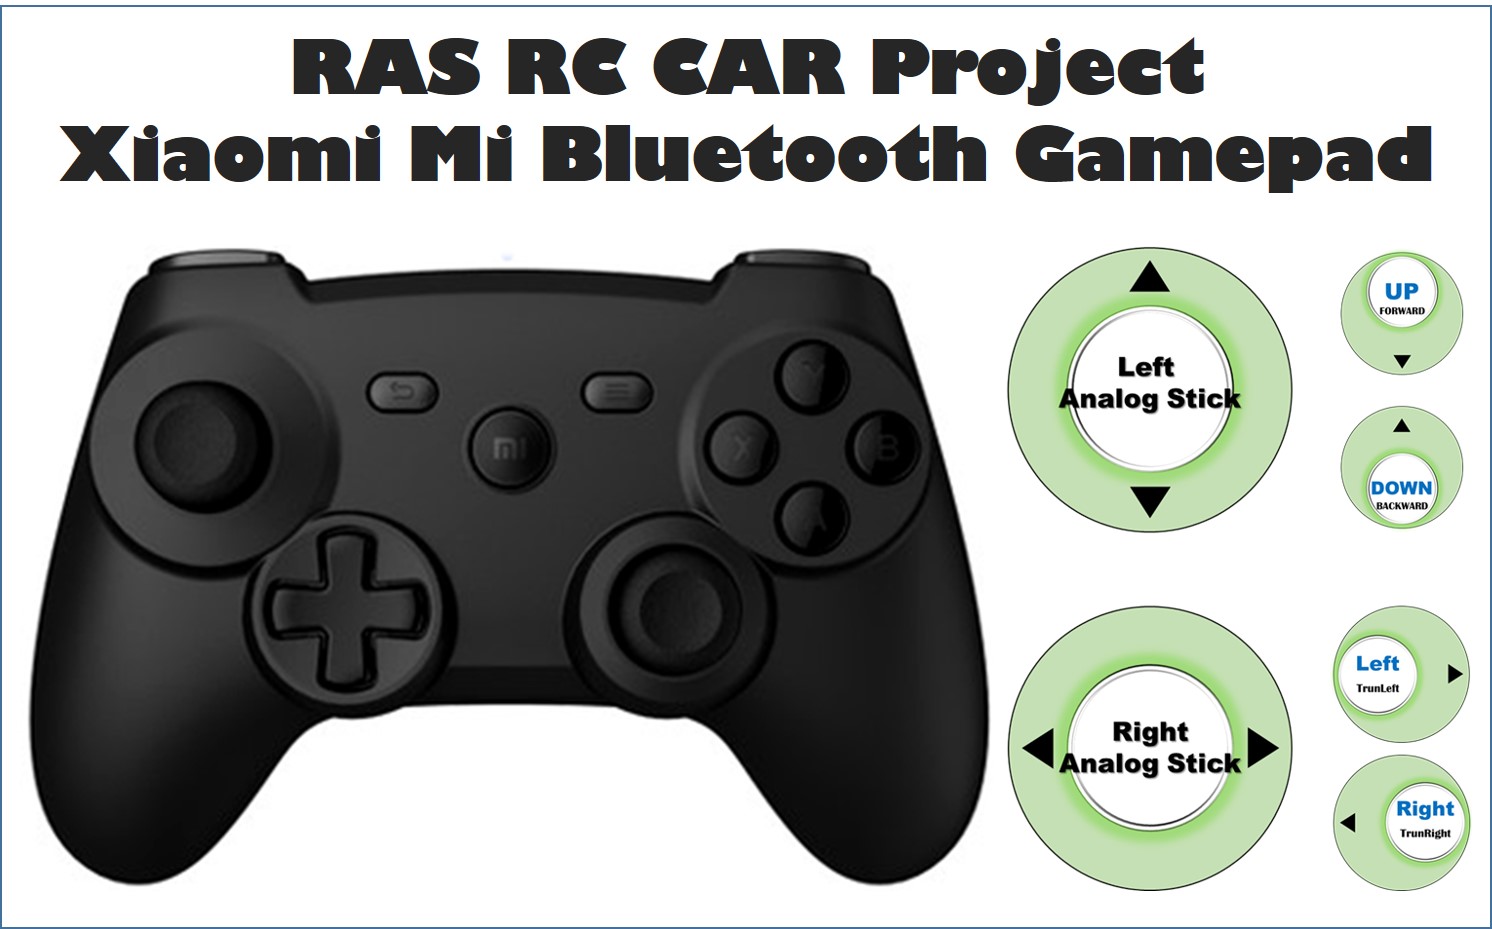 RAS RC CAR Project
Xiaomi Mi Bluetooth Gamepad
mi
Y
X
B
A
Left
Analog Stick
UP
FORWARD
DOWN
BACKWARD
Right
Analog Stick
Left
TrunLeft
Right
TrunRight